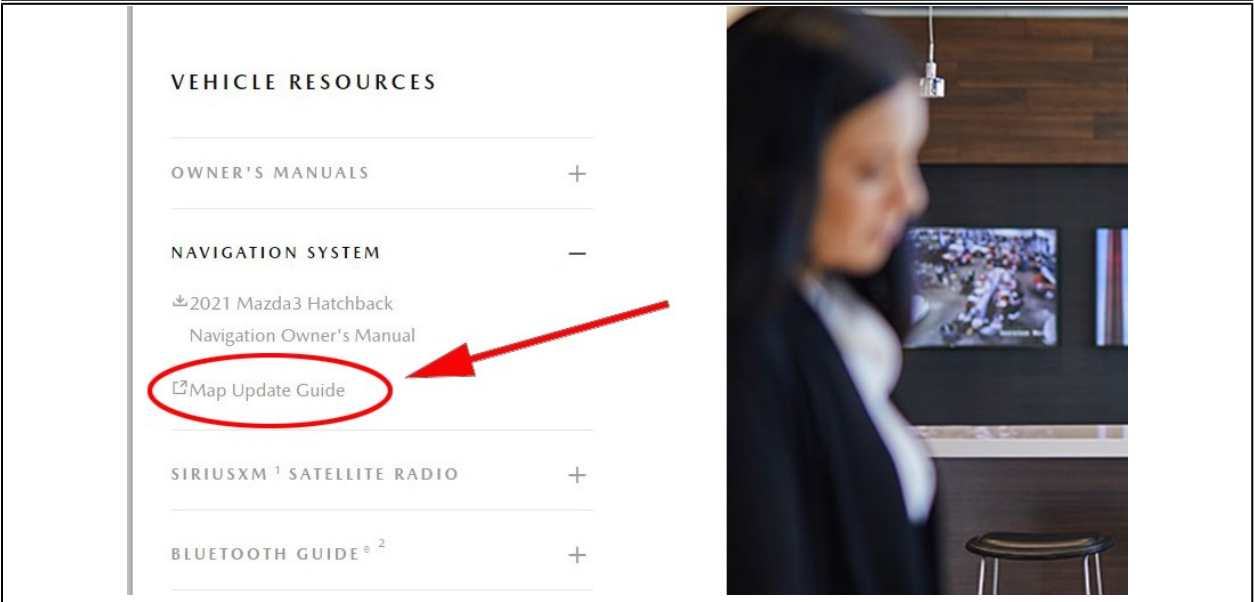 VEHICLE RESOURCES
OWNER'S MANUALS
NAVIGATION SYSTEM
2021 Mazda3 Hatchback
Navigation Owner's Manual
Map Update Guide
SIRIUSXM ¹ SATELLITE RADIO
BLUETOOTH GUIDE® ²